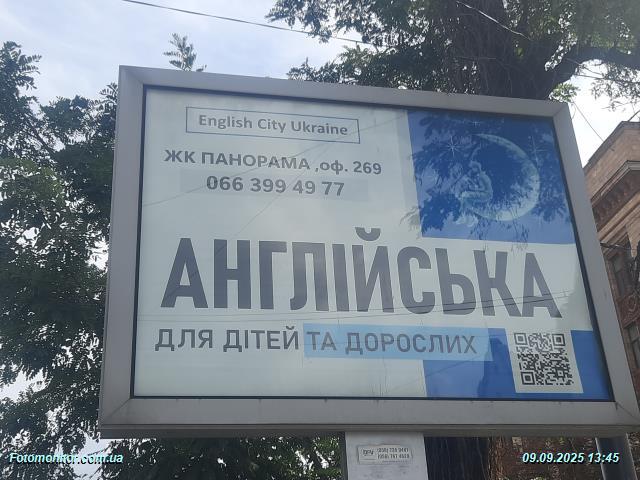 English City Ukraine
ЖК ПАНОРАМА ,оф. 269
066 399 49 77
АНГЛІЙСЬКА
ДЛЯ ДІТЕЙ ТА ДОРОСЛИХ
Fotomonitor.com.ua
09.09.2025 13:45